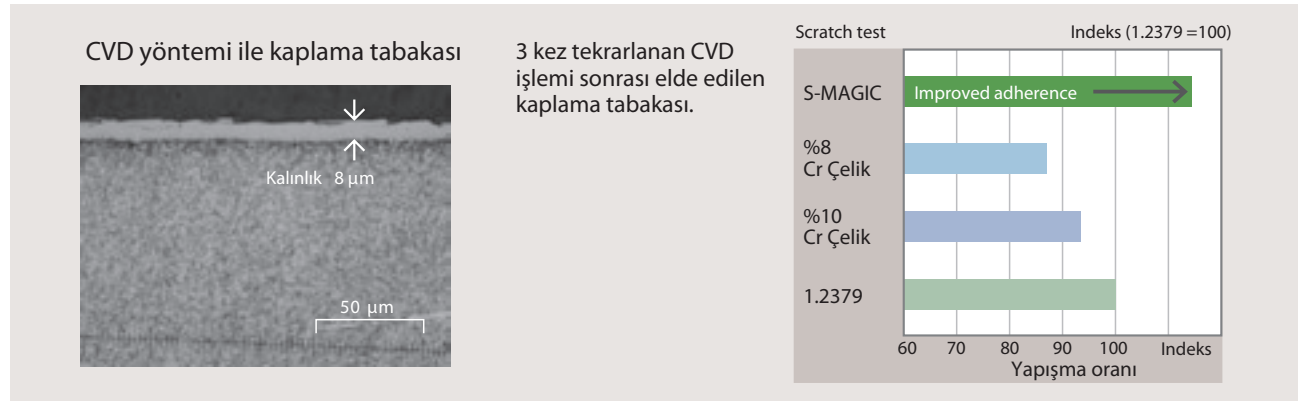 CVD yöntemi ile kaplama tabakası
Kalınlık 8 µm
50 µm
3 kez tekrarlanan CVD
işlemi sonrası elde edilen
kaplama tabakası.
Scratch test
Indeks (1.2379 =100)
S-MAGIC
Improved adherence
%8
Cr Çelik
%10
Cr Çelik
1.2379
60 70 80 90 100 Indeks
Yapışma oranı